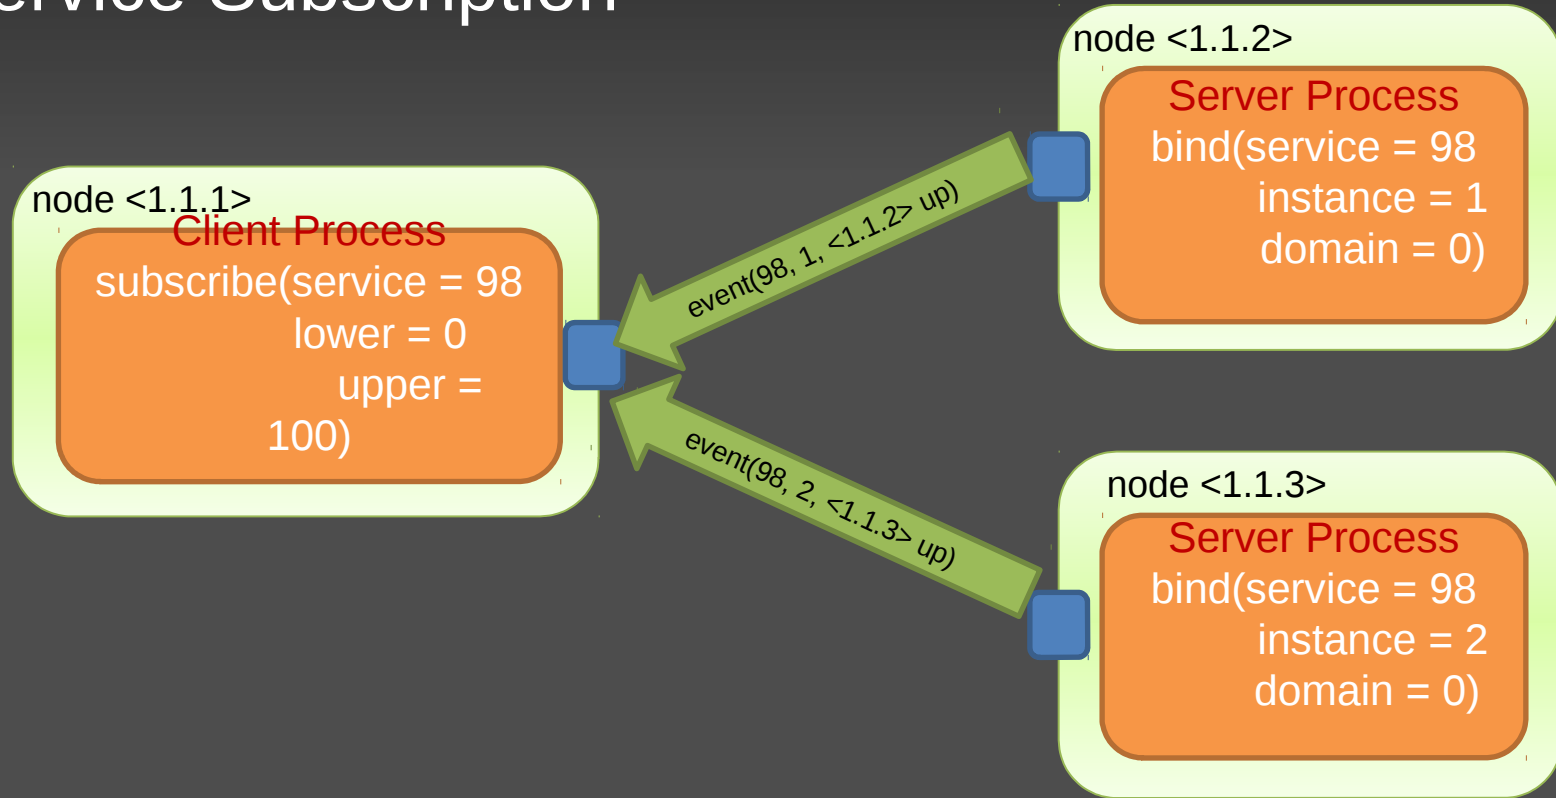 Subscription
node <1.1.2>
Server Process
bind(service = 98
instance = 1
domain = 0)
node <1.1.1>
Client Process
subscribe(service = 98
lower = 0
upper =
100)
event(98, 1, <1.1.2> up)
event(98, 2, <1.1.3> up)
node <1.1.3>
Server Process
bind(service = 98
instance = 2
domain = 0)